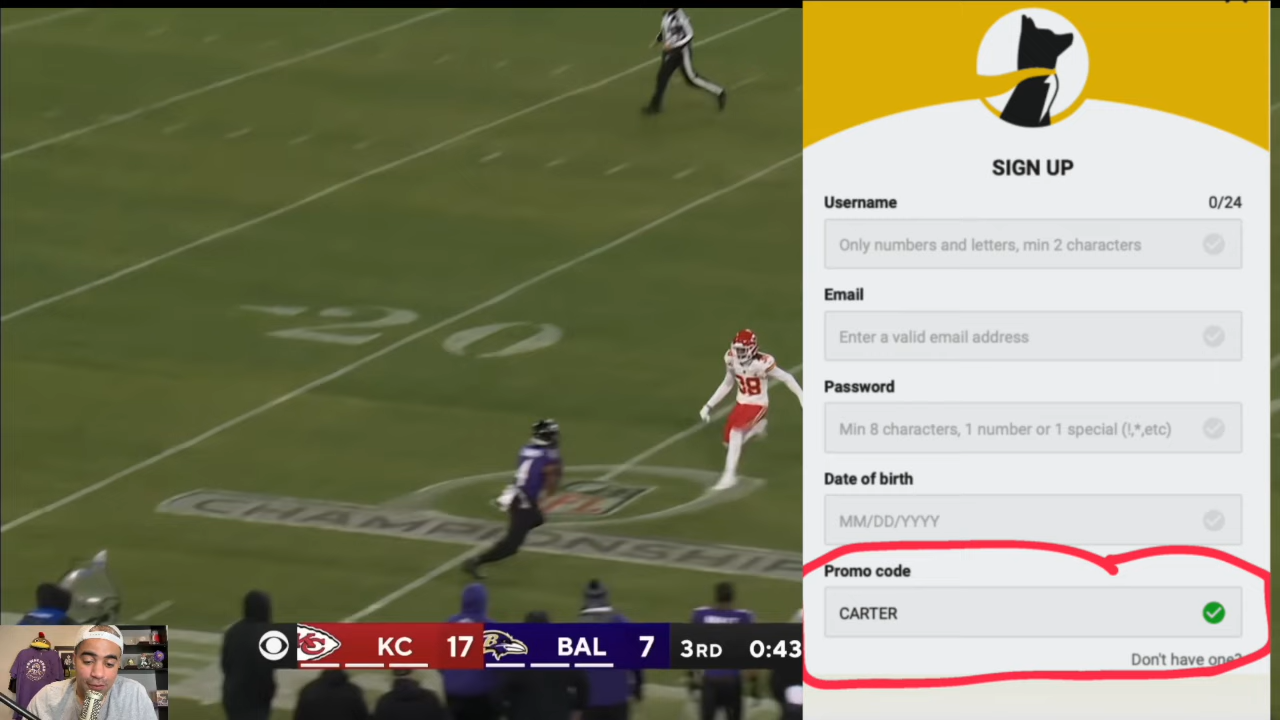 20
38
4
CHAMPIONSHIP
KC 17 BAL 7 3RD 0:43
SIGN UP
Username 0/24
Only numbers and letters, min 2 characters
Email
Enter a valid email address
Password
Min 8 characters, 1 number or 1 special (!,*,etc)
Date of birth
MM/DD/YYYY
Promo code
CARTER
Don't have one?